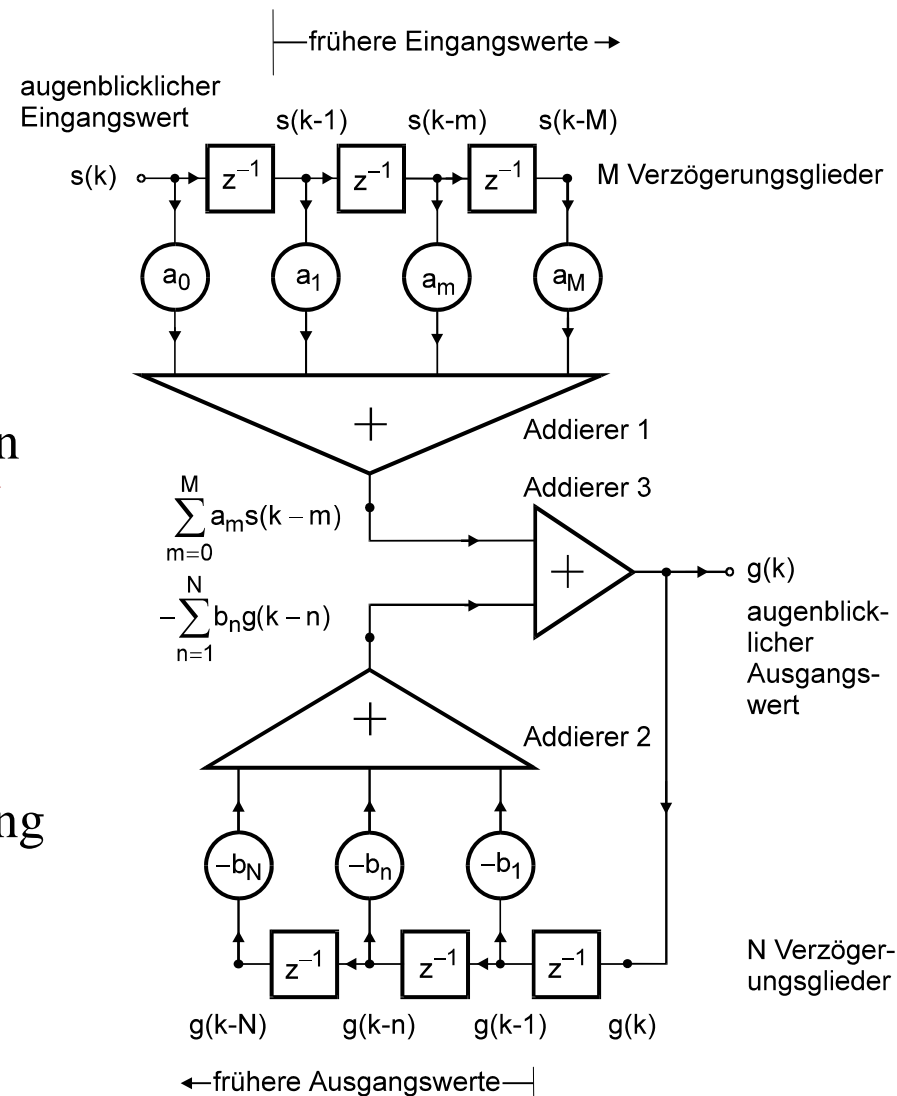 frühere Eingangswerte
augenblicklicher
Eingangswert
s(k-1) s(k-m) s(k-M)
s(k) z⁻¹ z⁻¹ z⁻¹ M Verzögerungsglieder
a₀ a₁ aₘ a_M
+
Addierer 1
n
Addierer 3
M
∑ aₘs(k – m)
m=0
+
g(k)
N
-∑ bₙg(k – n)
n=1
augenblick-
licher
Ausgangs-
wert
+
Addierer 2
ng
–b_N –bₙ –b₁
z⁻¹ z⁻¹ z⁻¹
N Verzöger-
ungsglieder
g(k-N) g(k-n) g(k-1) g(k)
frühere Ausgangswerte